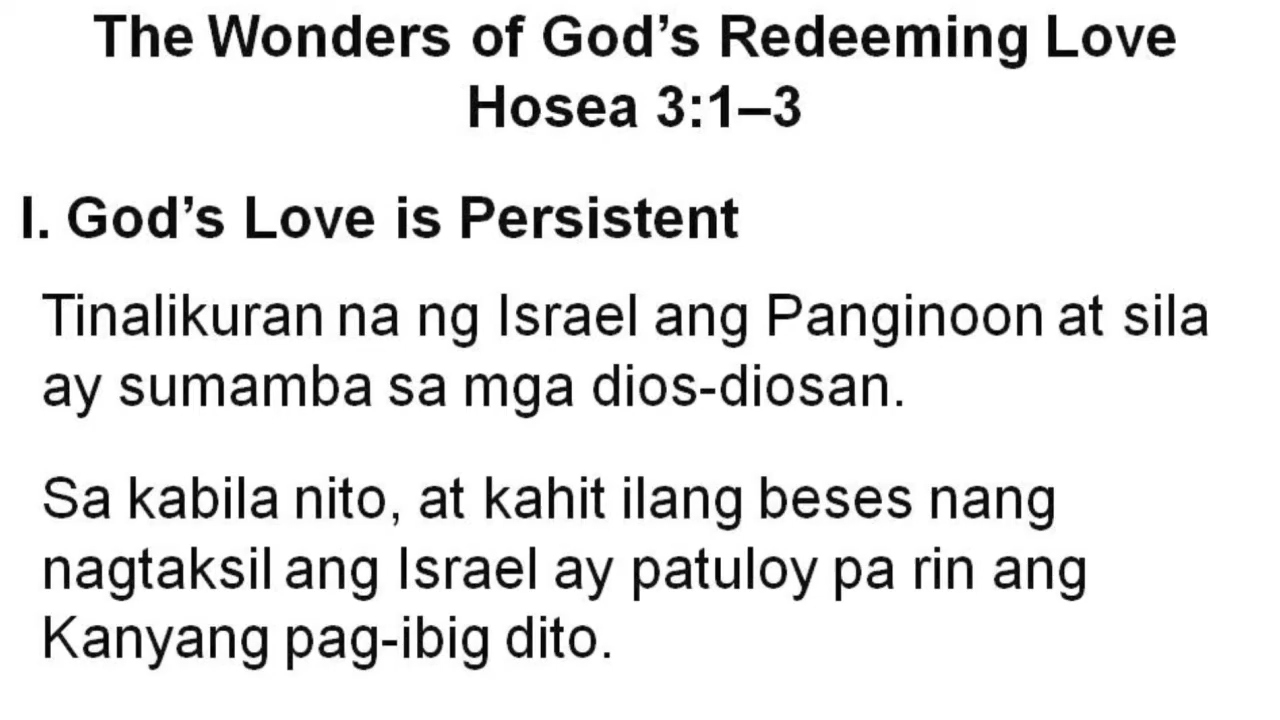 The Wonders of God’s Redeeming Love
Hosea 3:1–3
I. God’s Love is Persistent
Tinalikuran na ng Israel ang Panginoon at sila
ay sumamba sa mga dios-diosan.
Sa kabila nito, at kahit ilang beses nang
nagtaksil ang Israel ay patuloy pa rin ang
Kanyang pag-ibig dito.